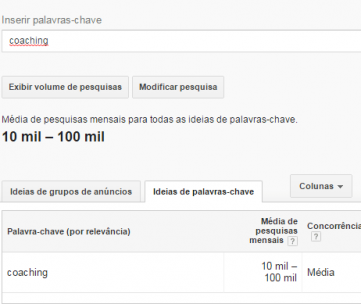 Inserir palavras-chave
coaching
Exibir volume de pesquisas Modificar pesquisa
Média de pesquisas mensais para todas as ideias de palavras-chave.
10 mil – 100 mil
Ideias de grupos de anúncios Ideias de palavras-chave Colunas
Palavra-chave (por relevância) Média de pesquisas mensais ? Concorrência ?
coaching 10 mil – 100 mil Média